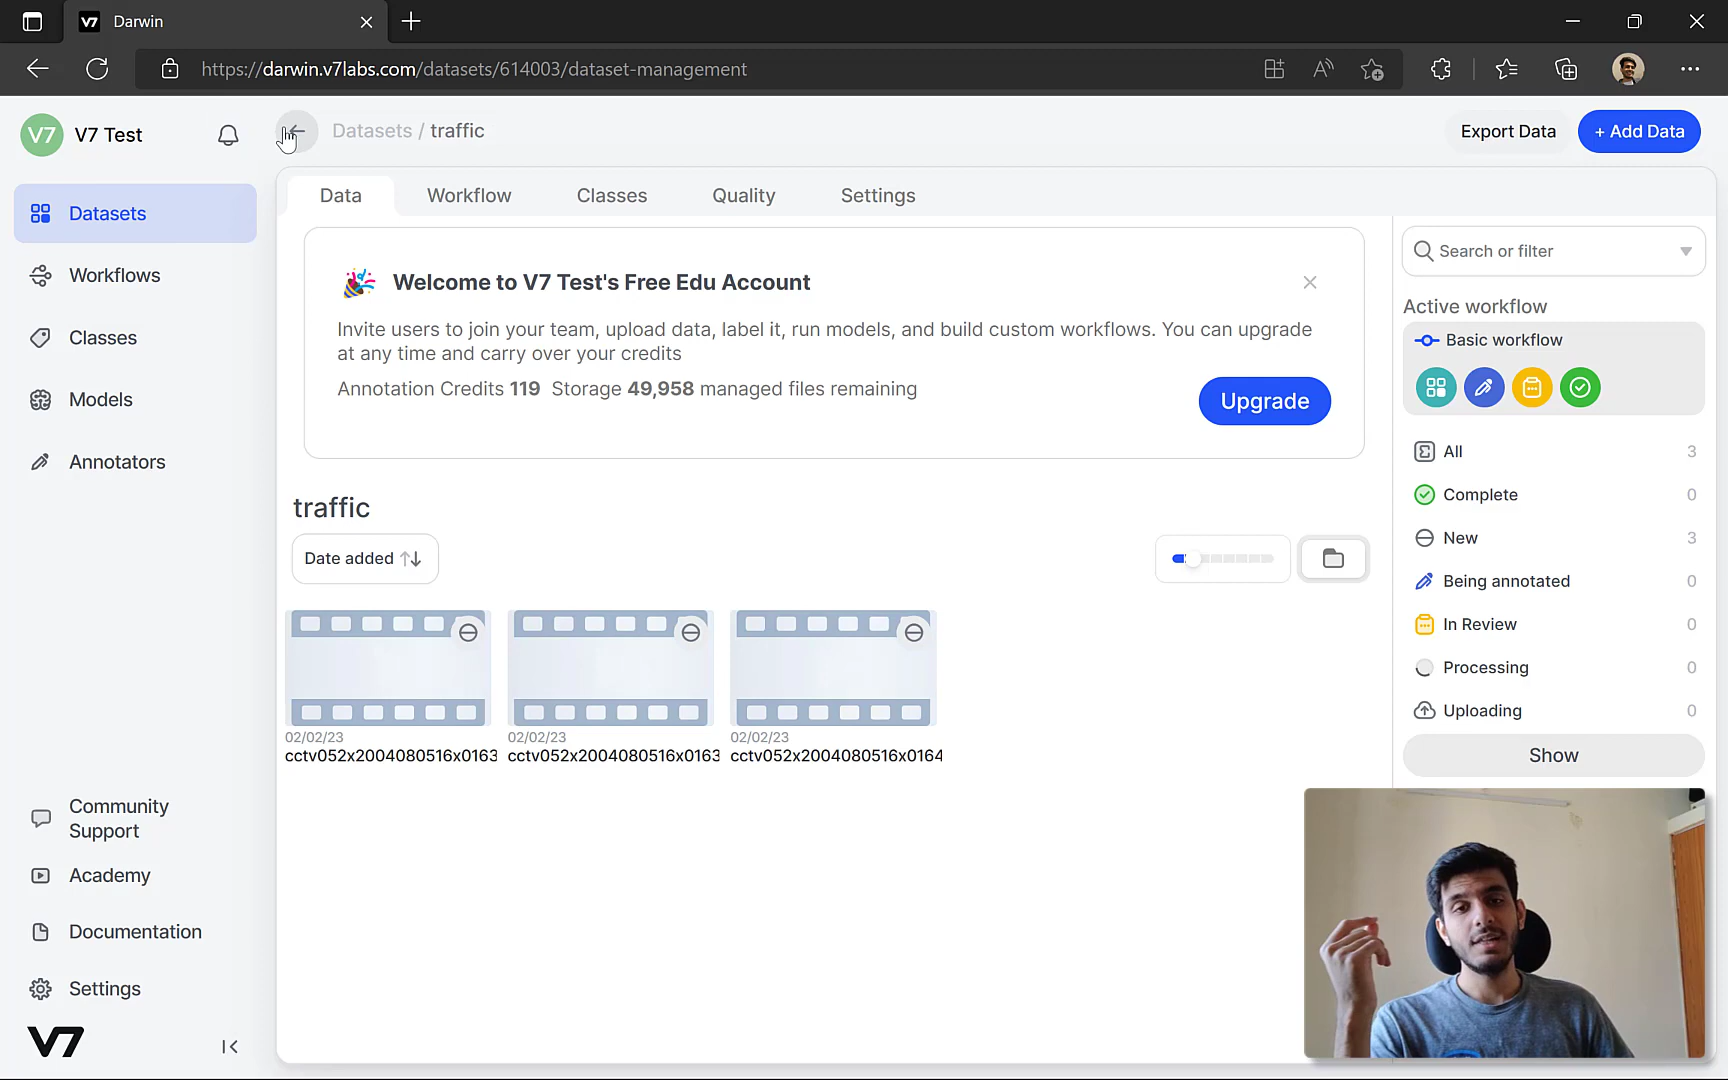 Darwin
https://darwin.v7labs.com/datasets/614003/dataset-management
V7 V7 Test
Datasets / traffic
Export Data
+ Add Data
Datasets
Workflows
Classes
Models
Annotators
Community
Support
Academy
Documentation
Settings
V7
Data
Workflow
Classes
Quality
Settings
Welcome to V7 Test's Free Edu Account
Invite users to join your team, upload data, label it, run models, and build custom workflows. You can upgrade
at any time and carry over your credits
Annotation Credits 119 Storage 49,958 managed files remaining
Upgrade
traffic
Date added
02/02/23
cctv052x2004080516x0163
02/02/23
cctv052x2004080516x0163
02/02/23
cctv052x2004080516x0164
Search or filter
Active workflow
Basic workflow
All 3
Complete 0
New 3
Being annotated 0
In Review 0
Processing 0
Uploading 0
Show